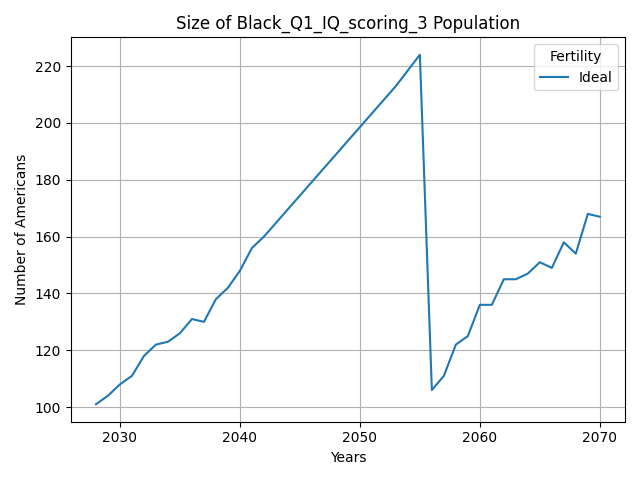 Size of Black_Q1_IQ_scoring_3 Population
Fertility
Ideal
Number of Americans
220
200
180
160
140
120
100
2030 2040 2050 2060 2070
Years